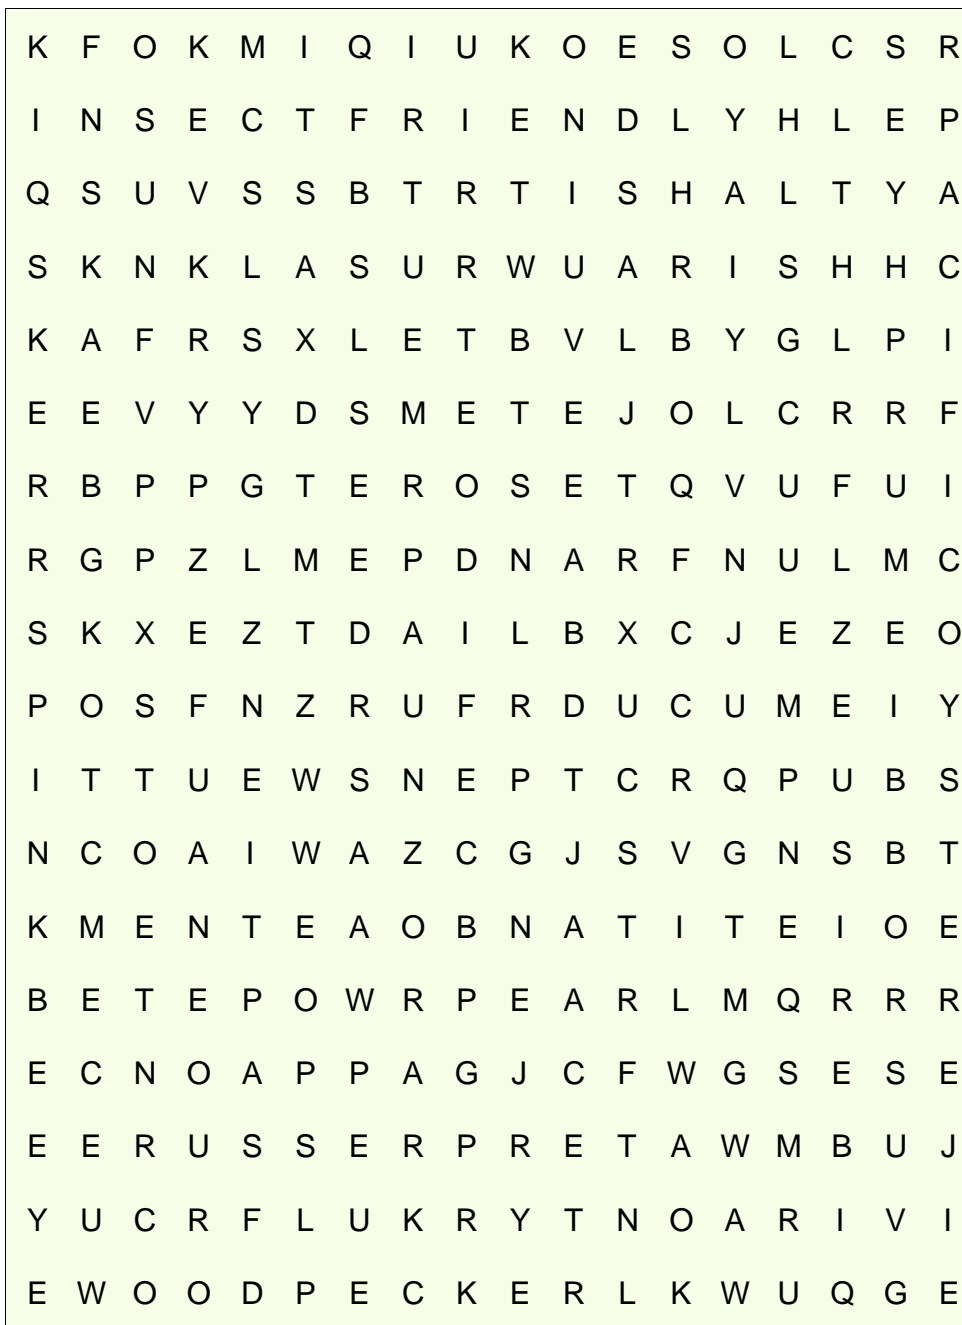 K F O K M I Q I U K O E S O L C S R
I N S E C T F R I E N D L Y H L E P
Q S U V S S B T R T I S H A L T Y A
S K N K L A S U R W U A R I S H H C
K A F R S X L E T B V L B Y G L P I
E E V Y Y D S M E T E J O L C R R F
R B P P G T E R O S E T Q V U F U I
R G P Z L M E P D N A R F N U L M C
S K X E Z T D A I L B X C J E Z E O
P O S F N Z R U F R D U C U M E I Y
I T T U E W S N E P T C R Q P U B S
N C O A I W A Z C G J S V G N S B T
K M E N T E A O B N A T I T E I O E
B E T E P O W R P E A R L M Q R R R
E C N O A P P A G J C F W G S E S E
E E R U S S E R P R E T A W M B U J
Y U C R F L U K R Y T N O A R I V I
E W O O D P E C K E R L K W U Q G E